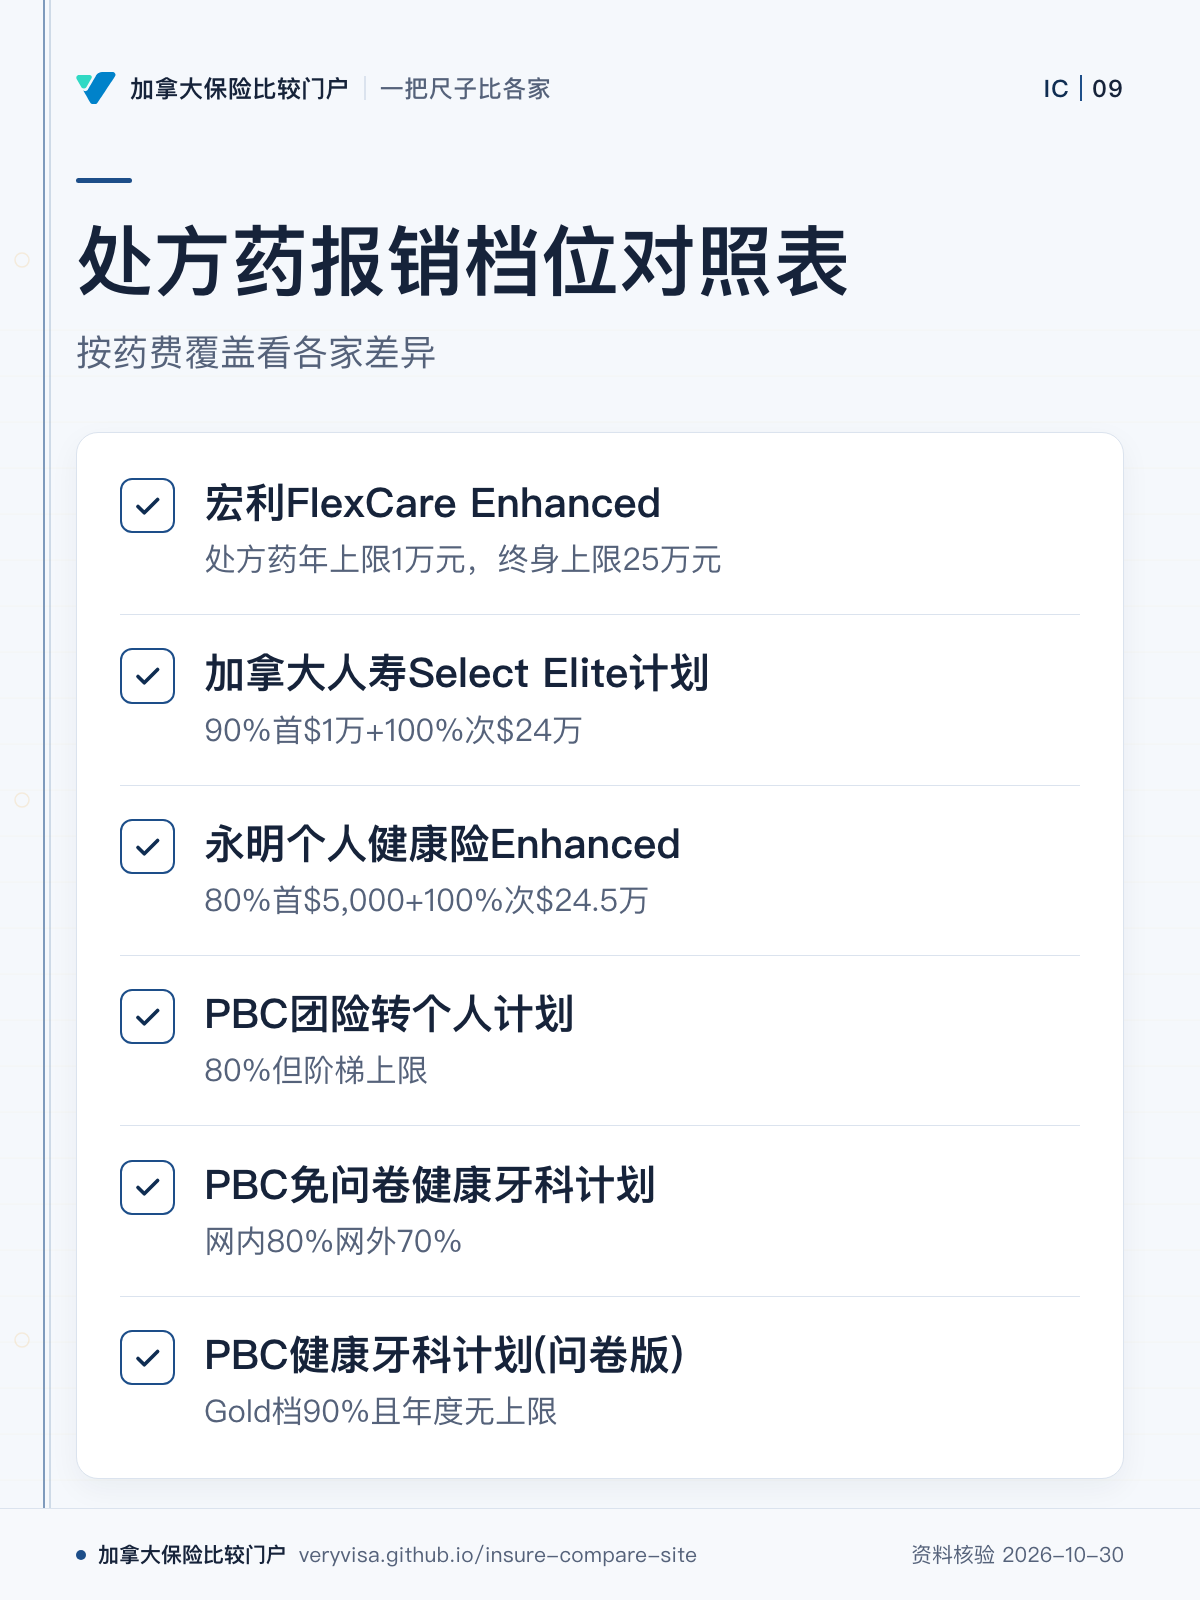 加拿大保险比较门户 | 一把尺子比各家
IC | 09
处方药报销档位对照表
按药费覆盖看各家差异
宏利FlexCare Enhanced
处方药年上限1万元，终身上限25万元
加拿大人寿Select Elite计划
90%首$1万+100%次$24万
永明个人健康险Enhanced
80%首$5,000+100%次$24.5万
PBC团险转个人计划
80%但阶梯上限
PBC免问卷健康牙科计划
网内80%网外70%
PBC健康牙科计划(问卷版)
Gold档90%且年度无上限
加拿大保险比较门户 veryvisa.github.io/insure-compare-site
资料核验 2026-10-30